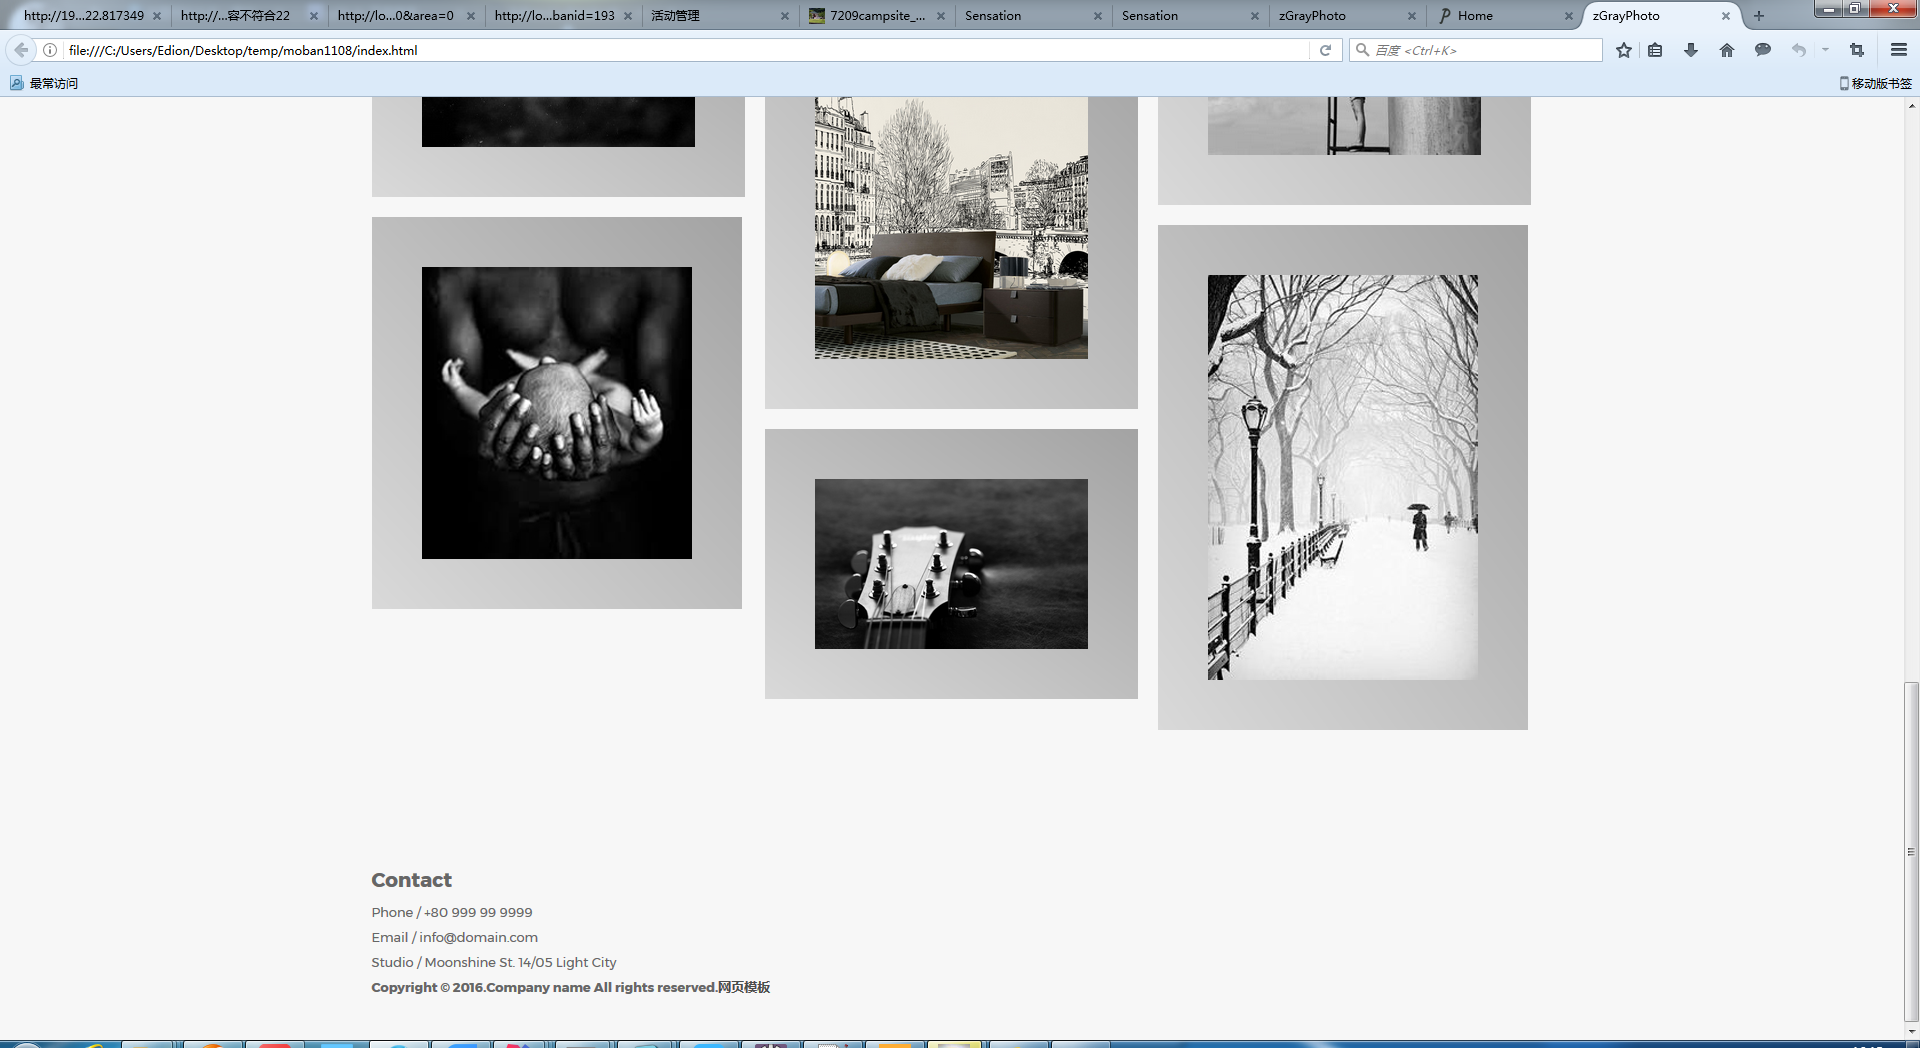 http://19...22.817349
http://...容不符合22
http://lo...0&area=0
http://lo...banid=193
活动管理
7209campsite_...
Sensation
Sensation
zGrayPhoto
Home
zGrayPhoto
file:///C:/Users/Edion/Desktop/temp/moban1108/index.html
百度 <Ctrl+K>
最常访问
移动版书签
Contact
Phone / +80 999 99 9999
Email / info@domain.com
Studio / Moonshine St. 14/05 Light City
Copyright © 2016.Company name All rights reserved.网页模板